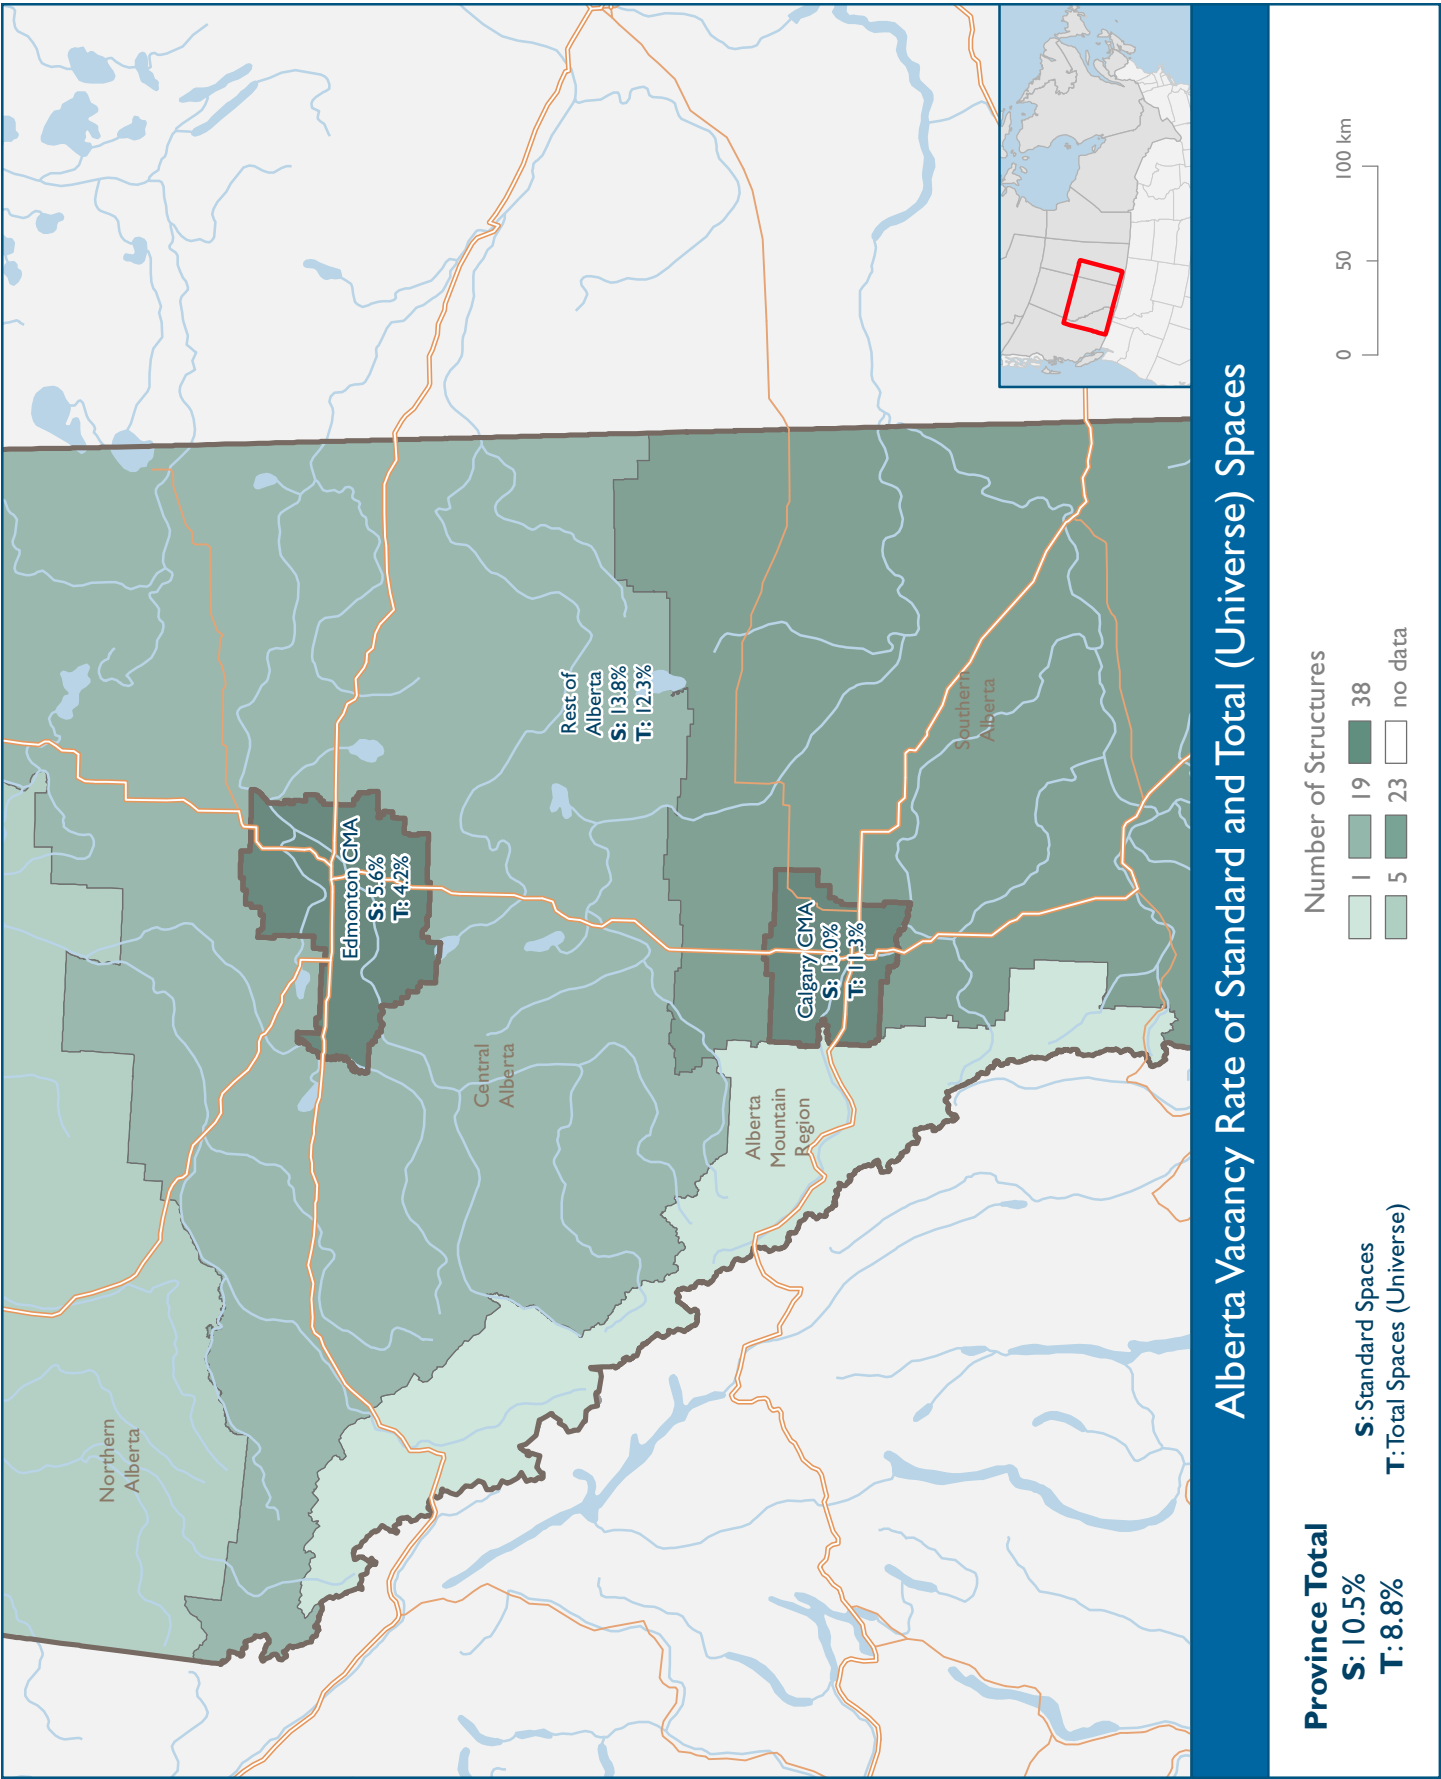 Northern
Alberta
Edmonton CMA
S: 5.6%
T: 4.2%
Central
Alberta
Rest of
Alberta
S: 13.8%
T: 12.3%
Alberta
Mountain
Region
Calgary CMA
S: 13.0%
T: 11.3%
Southern
Alberta
Alberta Vacancy Rate of Standard and Total (Universe) Spaces
Province Total
S: 10.5%
T: 8.8%
S: Standard Spaces
T: Total Spaces (Universe)
Number of Structures
1 19 38
5 23 no data
0 50 100 km